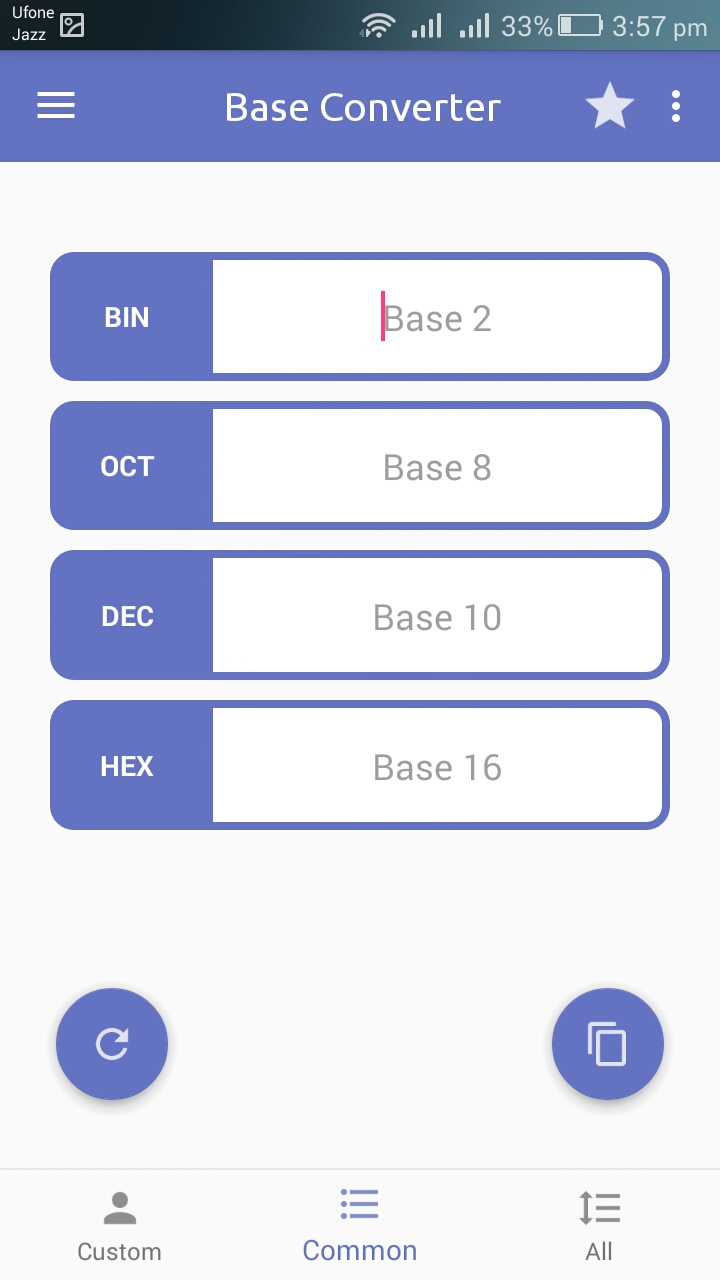 Ufone
Jazz
33%
3:57 pm
Base Converter
BIN
Base 2
OCT
Base 8
DEC
Base 10
HEX
Base 16
Custom
Common
All